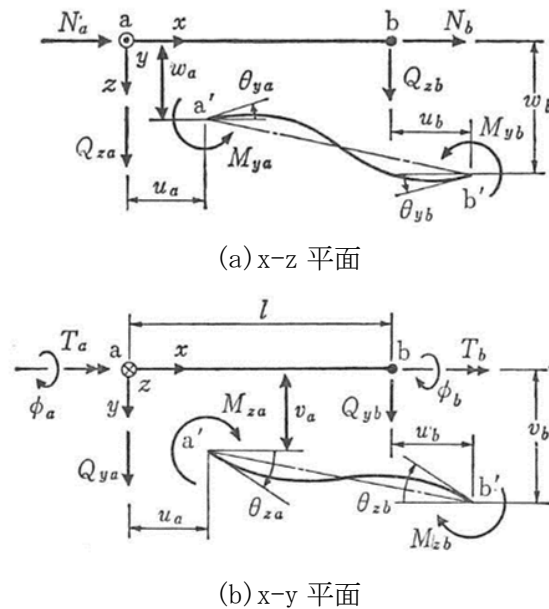 N_a a x b N_b
y
z w_a θ_ya Q_zb w_b
a′ u_b M_yb
Q_za M_ya
u_a θ_yb b′
(a) x-z 平面
l
T_a a x b T_b
ϕ_a z ϕ_b
y M_za v_a Q_yb v_b
a′ u_b
Q_ya b′
θ_za θ_zb
u_a M_zb
(b) x-y 平面